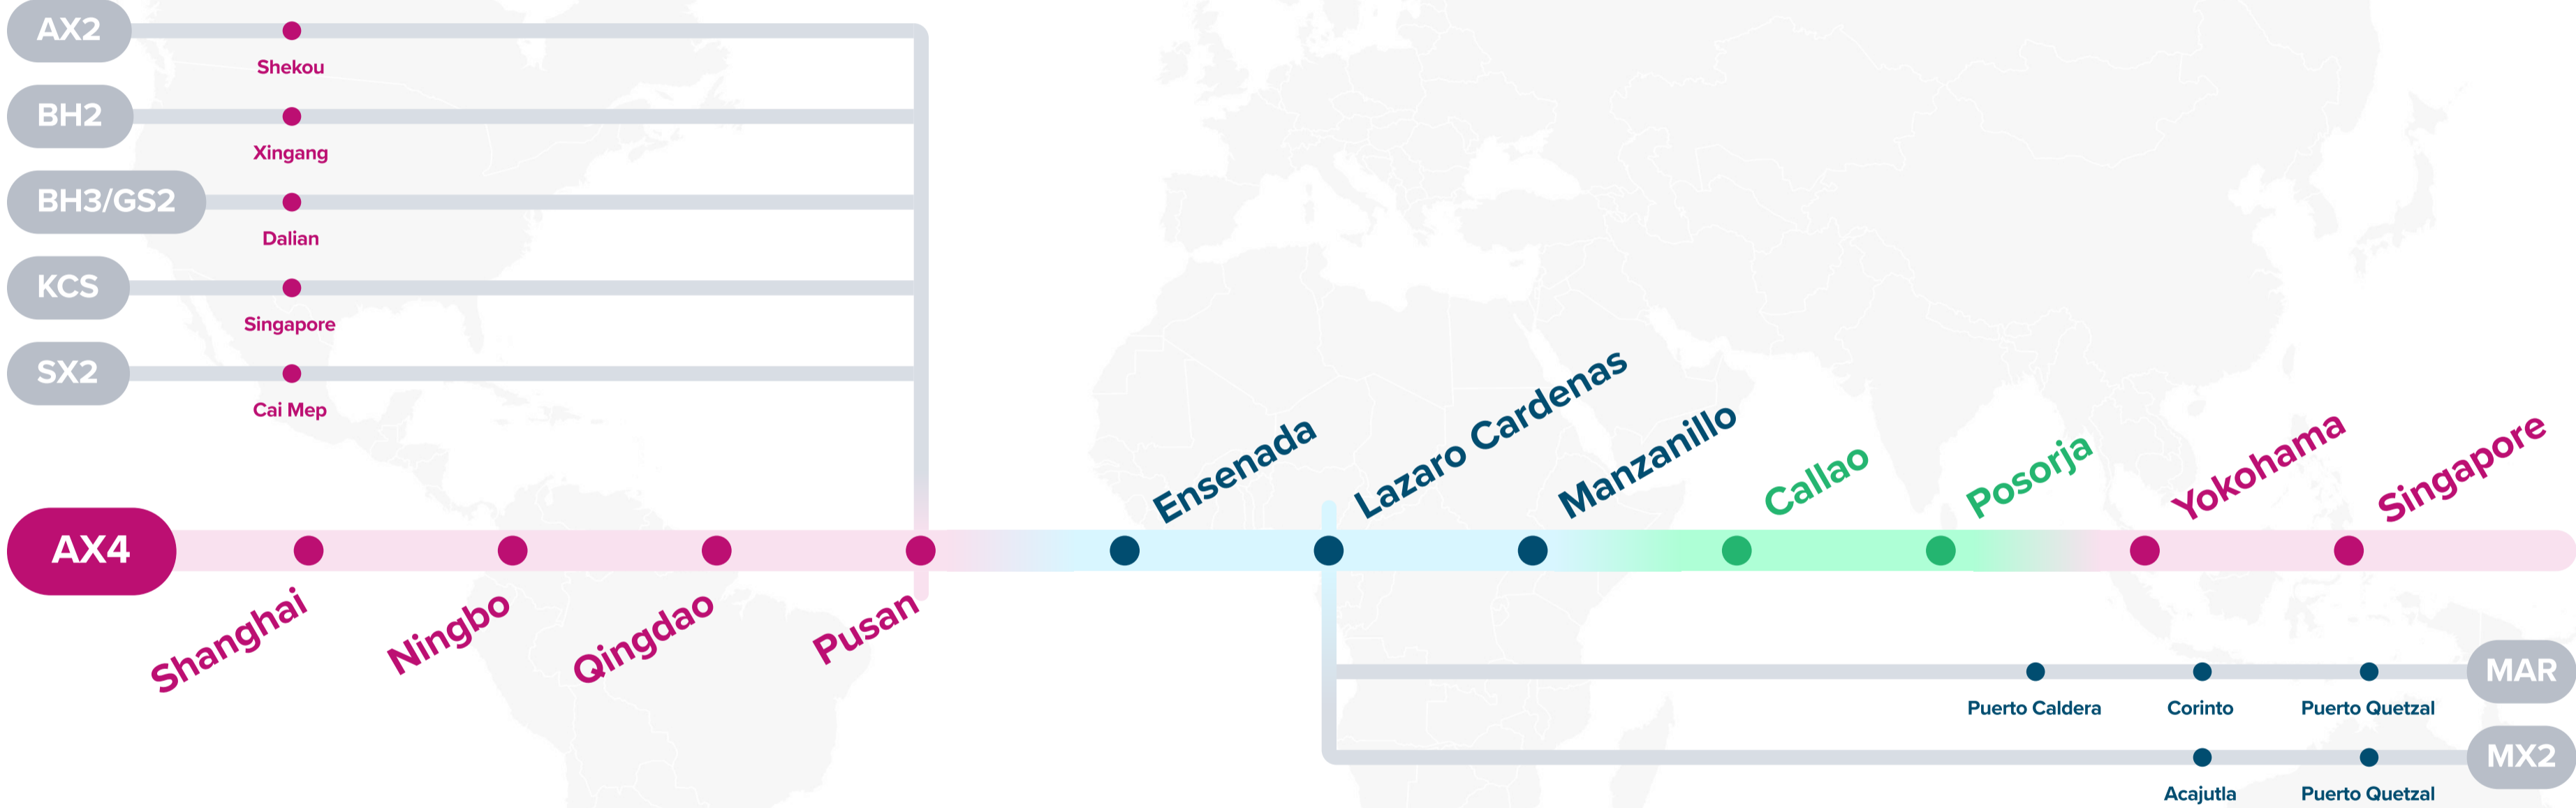 AX2
Shekou
BH2
Xingang
BH3/GS2
Dalian
KCS
Singapore
SX2
Cai Mep
AX4
Shanghai
Ningbo
Qingdao
Pusan
Ensenada
Lazaro Cardenas
Manzanillo
Callao
Posorja
Yokohama
Singapore
Puerto Caldera
Corinto
Puerto Quetzal
MAR
Acajutla
Puerto Quetzal
MX2